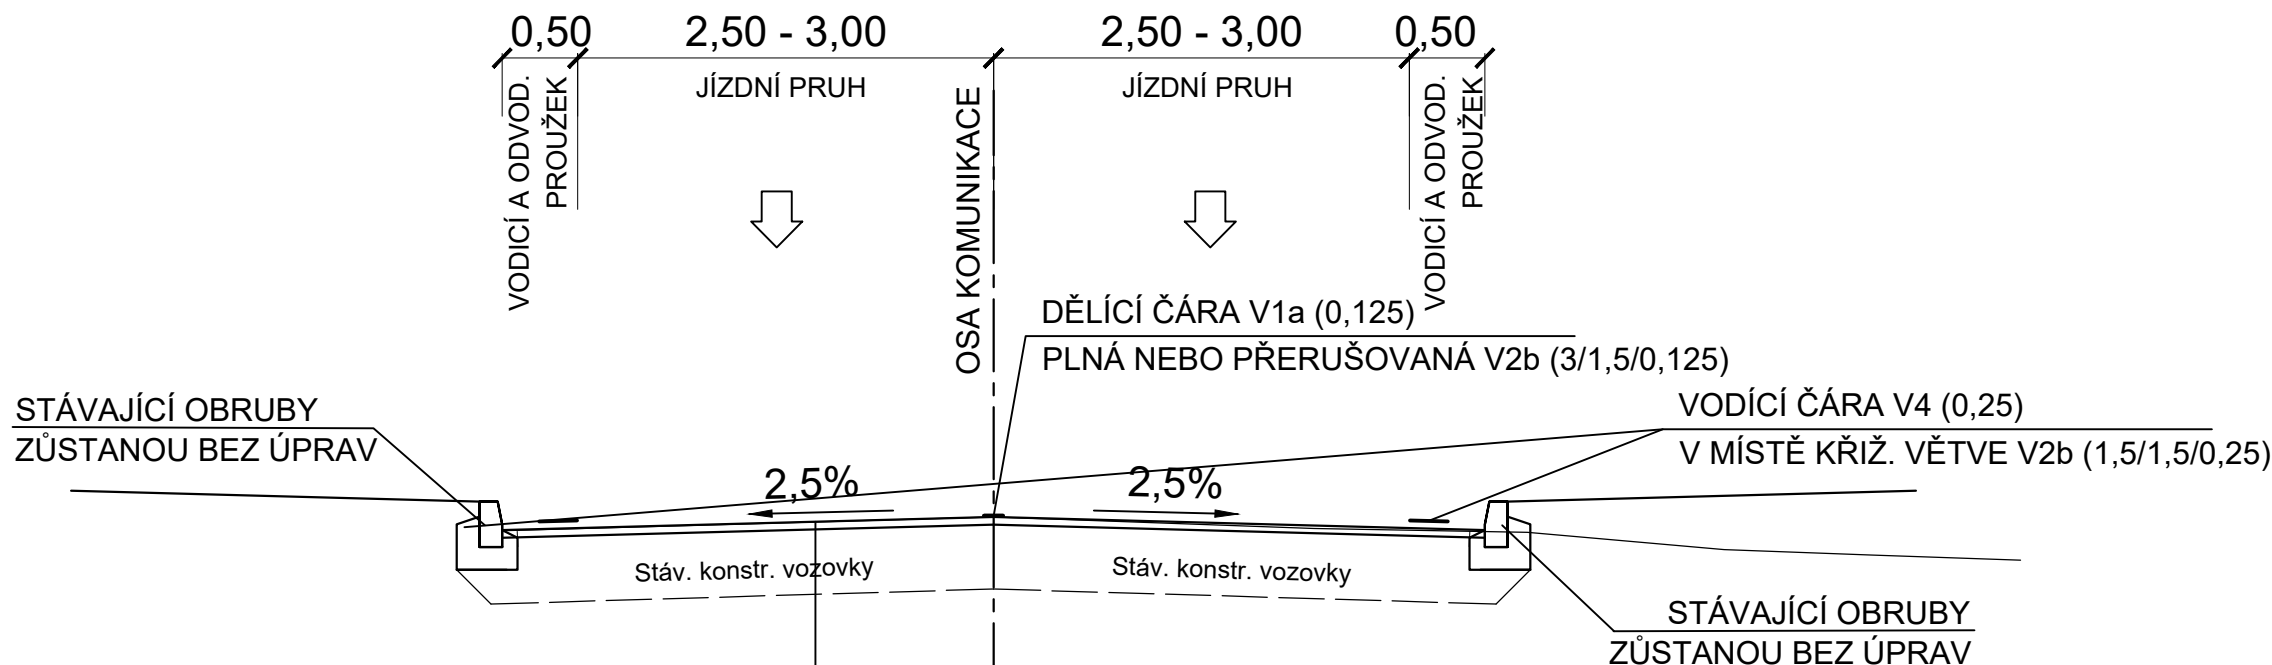 0,50
2,50 - 3,00
2,50 - 3,00
0,50
JÍZDNÍ PRUH
JÍZDNÍ PRUH
VODICÍ A ODVOD.
PROUŽEK
OSA KOMUNIKACE
VODICÍ A ODVOD.
PROUŽEK
DĚLÍCÍ ČÁRA V1a (0,125)
PLNÁ NEBO PŘERUŠOVANÁ V2b (3/1,5/0,125)
STÁVAJÍCÍ OBRUBY
ZŮSTANOU BEZ ÚPRAV
VODÍCÍ ČÁRA V4 (0,25)
V MÍSTĚ KŘIŽ. VĚTVE V2b (1,5/1,5/0,25)
2,5%
2,5%
Stáv. konstr. vozovky
Stáv. konstr. vozovky
STÁVAJÍCÍ OBRUBY
ZŮSTANOU BEZ ÚPRAV